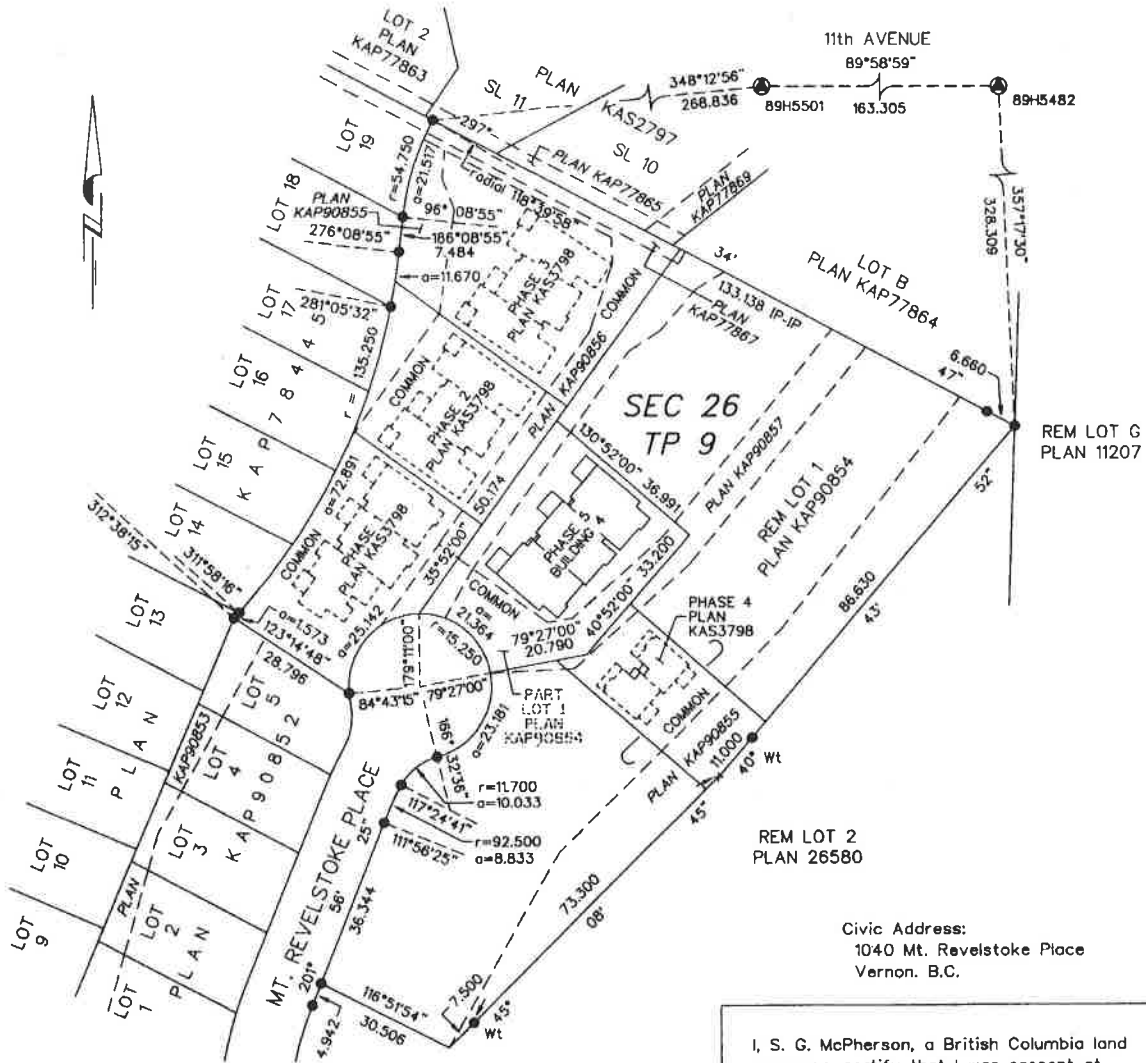 LOT 2
PLAN
KAP77863
11th AVENUE
89°58'59"
163.305
89H5501
89H5482
348°12'56"
268.836
357°17'30"
328.309
SL 11
PLAN
KAS2797
SL 10
297°
PLAN KAP77865
PLAN
KAP77869
radial
118°39'58"
34'
133.138 IP-IP
LOT B
PLAN KAP77864
PLAN
KAP77867
6.660
47"
REM LOT G
PLAN 11207
LOT
19
r=54.750
a=21.517
LOT 18
PLAN
KAP90855
96°08'55"
276°08'55"
186°08'55"
7.484
a=11.670
281°05'32"
LOT
17
r = 135.250
LOT
16
LOT
15
LOT
14
KAP78445
PHASE 3
PLAN KAS3798
COMMON
PLAN KAP90856
COMMON
PHASE 2
PLAN KAS3798
SEC 26
TP 9
130°52'00"
36.991
PLAN KAP90857
REM LOT 1
PLAN KAP90854
52"
86.630
43'
a=72.891
50.174
35°52'00"
COMMON
PHASE 1
PLAN KAS3798
PHASE 5
BUILDING 4
33.200
40°52'00"
COMMON
312°38'15"
311°58'16"
a=1.573
123°14'48"
28.796
a=25.142
a=
21.364
r=15.250
179°11'00"
79°27'00"
20.790
PHASE 4
PLAN
KAS3798
84°43'15"
79°27'00"
PART
LOT 1
PLAN
KAP90854
a=23.181
COMMON
PLAN KAP90855
11.000
40°
Wt
45"
LOT
13
LOT
12
LOT
11
LOT
10
LOT
9
PLAN
PLAN KAP90853
LOT 5
LOT
4
LOT
3
LOT
2
LOT
1
PLAN KAP90852
166°
32'36"
r=11.700
a=10.033
117°24'41"
r=92.500
a=8.833
111°56'25"
MT. REVELSTOKE PLACE
25"
56'
201°
36.344
4.942
116°51'54"
30.506
7.500
Wt
45°
73.300
08'
REM LOT 2
PLAN 26580
Civic Address:
1040 Mt. Revelstoke Place
Vernon. B.C.
I, S. G. McPherson, a British Columbia land